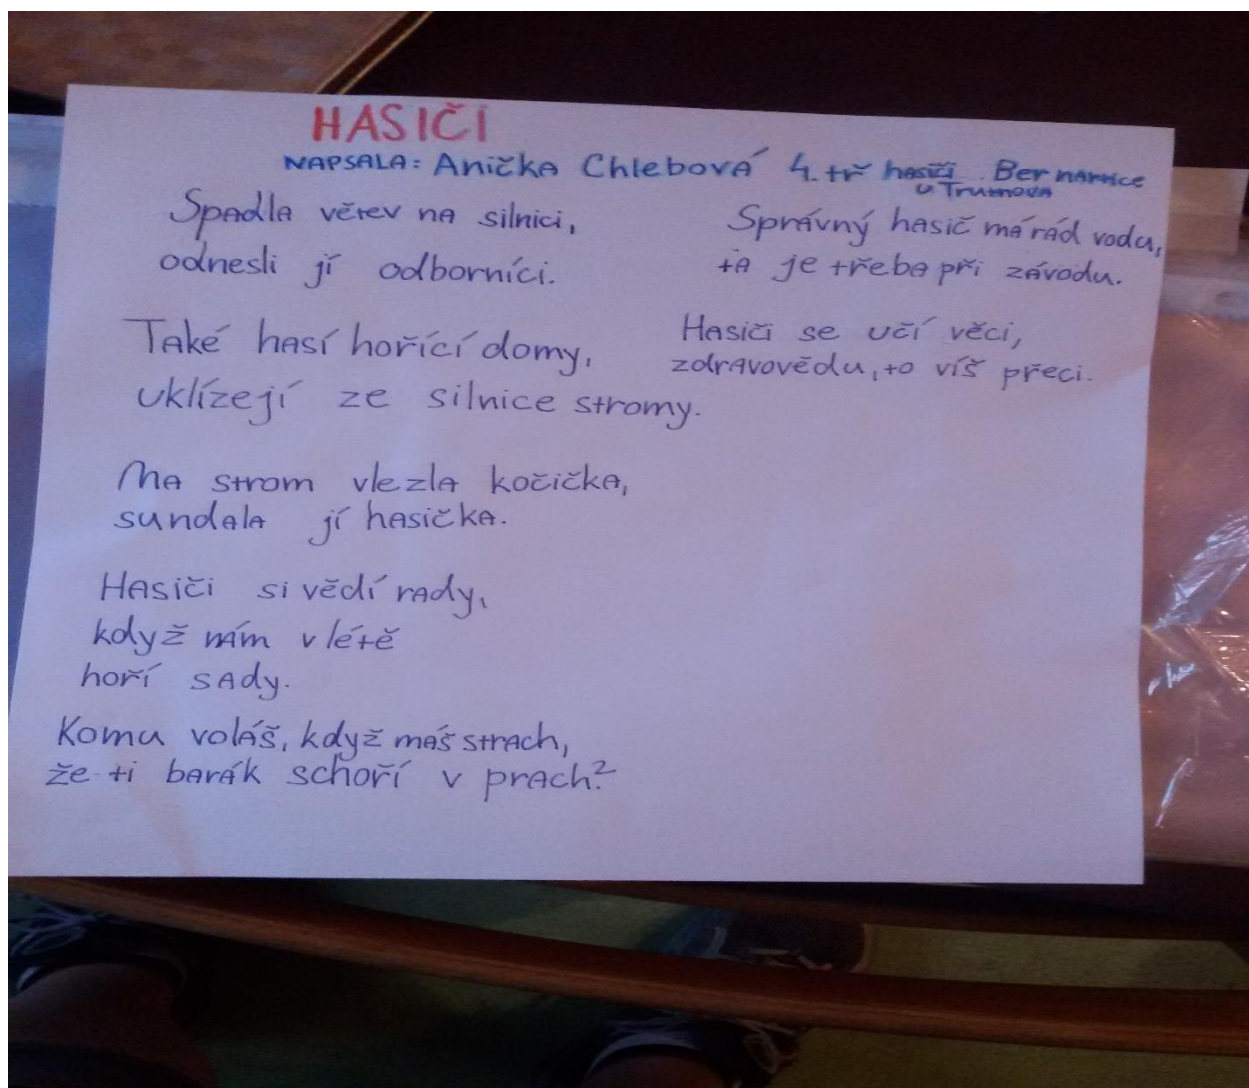 HASIČI
NAPSALA: Anička Chlebová 4. tř hasiči Bernartice
u Trutnova
Spadla větev na silnici,
odnesli jí odborníci.
Také hasí hořící domy,
uklízejí ze silnice stromy.
Na strom vlezla kočička,
sundala jí hasička.
Hasiči si vědí rady,
když nám v létě
hoří sady.
Komu voláš, když máš strach,
že ti barák schoří v prach?
Správný hasič má rád vodu,
ta je třeba při závodu.
Hasiči se učí věci,
zdravovědu, to víš přeci.